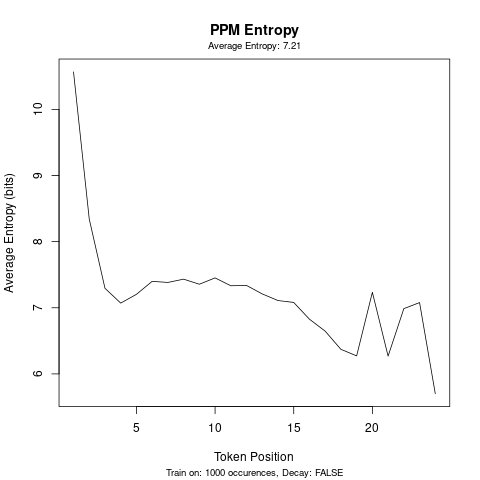 PPM Entropy
Average Entropy: 7.21
Average Entropy (bits)
10
9
8
7
6
5
10
15
20
Token Position
Train on: 1000 occurences, Decay: FALSE